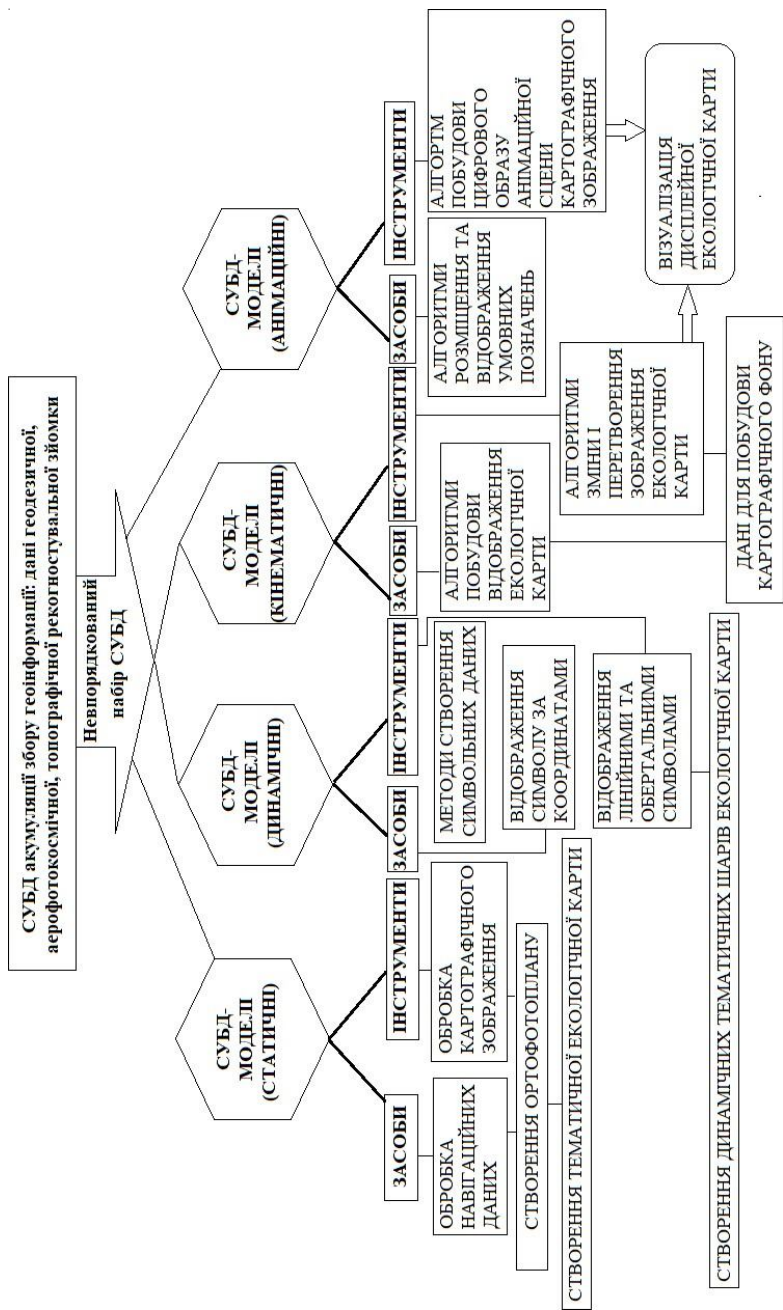 СУБД акумуляції збору геоінформації: дані геодезичної,
аерофотокосмічної, топографічної рекогностувальної зйомки
Невпорядкований
набір СУБД
СУБД-
МОДЕЛІ
(СТАТИЧНІ)
СУБД-
МОДЕЛІ
(ДИНАМІЧНІ)
СУБД-
МОДЕЛІ
(КІНЕМАТИЧНІ)
СУБД-
МОДЕЛІ
(АНІМАЦІЙНІ)
ЗАСОБИ
ІНСТРУМЕНТИ
ЗАСОБИ
ІНСТРУМЕНТИ
ЗАСОБИ
ІНСТРУМЕНТИ
ЗАСОБИ
ІНСТРУМЕНТИ
ОБРОБКА
НАВІГАЦІЙНИХ
ДАНИХ
ОБРОБКА
КАРТОГРАФІЧНОГО
ЗОБРАЖЕННЯ
СТВОРЕННЯ ОРТОФОТОПЛАНУ
СТВОРЕННЯ ТЕМАТИЧНОЇ ЕКОЛОГІЧНОЇ КАРТИ
МЕТОДИ СТВОРЕННЯ
СИМВОЛЬНИХ ДАНИХ
ВІДОБРАЖЕННЯ
СИМВОЛУ ЗА
КООРДИНАТАМИ
ВІДОБРАЖЕННЯ
ЛІНІЙНИМИ ТА
ОБЕРТАЛЬНИМИ
СИМВОЛАМИ
СТВОРЕННЯ ДИНАМІЧНИХ ТЕМАТИЧНИХ ШАРІВ ЕКОЛОГІЧНОЇ КАРТИ
АЛГОРИТМИ
ПОБУДОВИ
ВІДОБРАЖЕННЯ
ЕКОЛОГІЧНОЇ
КАРТИ
АЛГОРИТМИ
ЗМІНИ І
ПЕРЕТВОРЕННЯ
ЗОБРАЖЕННЯ
ЕКОЛОГІЧНОЇ
КАРТИ
ДАНІ ДЛЯ ПОБУДОВИ
КАРТОГРАФІЧНОГО ФОНУ
АЛГОРИТМИ
РОЗМІЩЕННЯ ТА
ВІДОБРАЖЕННЯ
УМОВНИХ
ПОЗНАЧЕНЬ
АЛГОРТМ
ПОБУДОВИ
ЦИФРОВОГО
ОБРАЗУ
АНІМАЦІЙНОЇ
СЦЕНИ
КАРТОГРАФІЧНОГО
ЗОБРАЖЕННЯ
ВІЗУАЛІЗАЦІЯ
ДИСПЛЕЙНОЇ
ЕКОЛОГІЧНОЇ КАРТИ